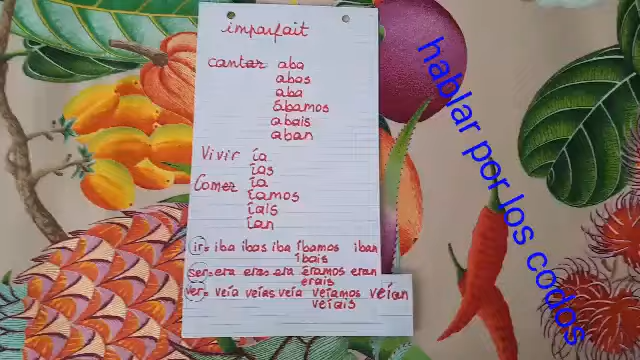 imparfait
cantar aba
abas
aba
ábamos
abais
aban
Vivir ía
ías
Comer ía
íamos
íais
ían
ir= iba ibas iba íbamos iban
ibais
ser= era eras era éramos eran
erais
ver= veía veías veía veíamos veían
veíais
hablar por los codos